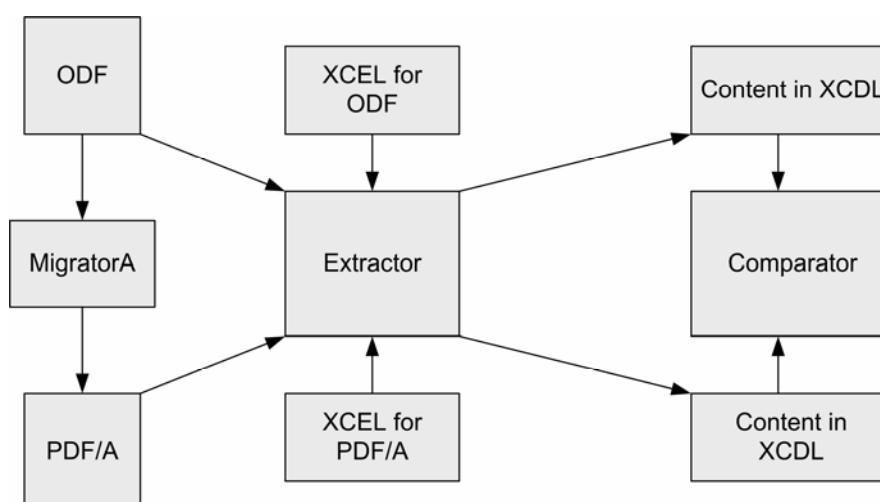 ODF
XCEL for
ODF
Content in XCDL
MigratorA
Extractor
Comparator
PDF/A
XCEL for
PDF/A
Content in
XCDL